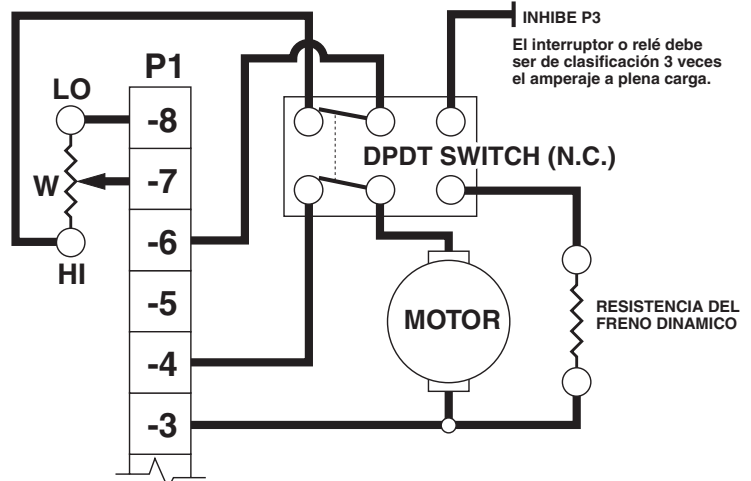 INHIBE P3
El interruptor o relé debe
ser de clasificación 3 veces
el amperaje a plena carga.
P1
LO
-8
DPDT SWITCH (N.C.)
W
-7
-6
HI
-5
MOTOR
RESISTENCIA DEL
FRENO DINAMICO
-4
-3